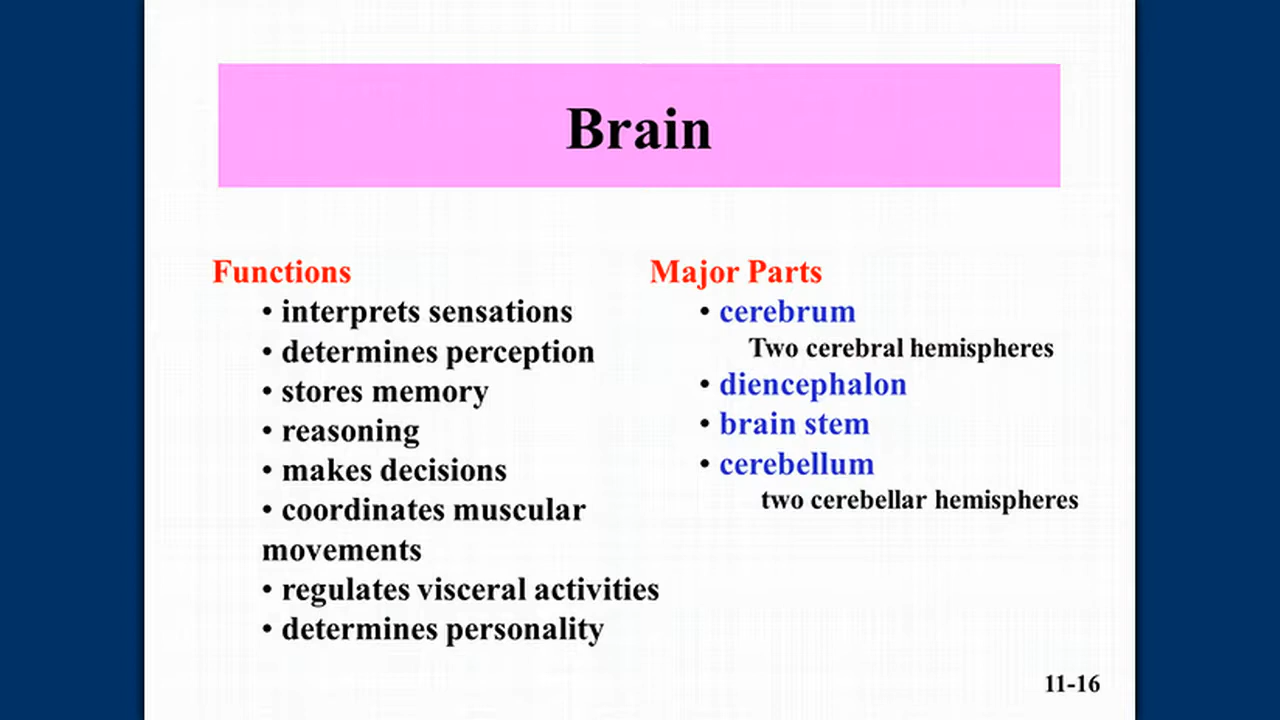 Brain
Functions
• interprets sensations
• determines perception
• stores memory
• reasoning
• makes decisions
• coordinates muscular
movements
• regulates visceral activities
• determines personality
Major Parts
• cerebrum
Two cerebral hemispheres
• diencephalon
• brain stem
• cerebellum
two cerebellar hemispheres
11-16